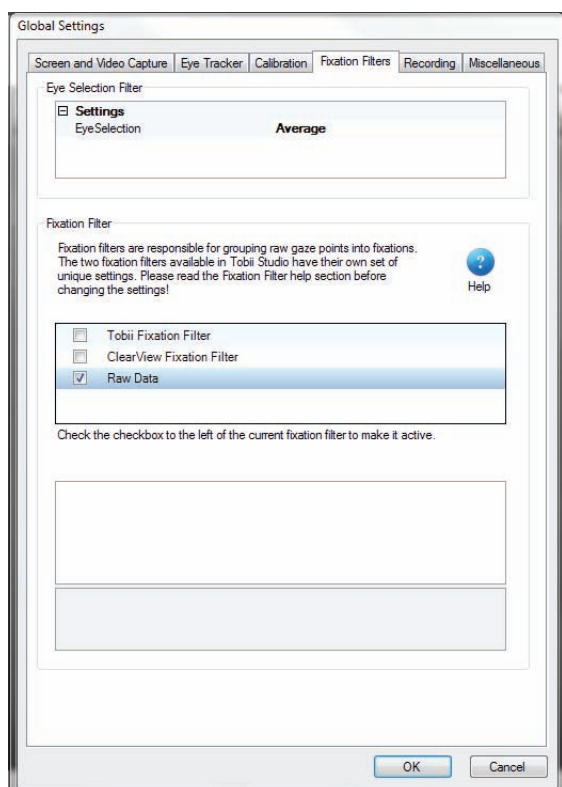 Global Settings
Screen and Video Capture Eye Tracker Calibration Fixation Filters Recording Miscellaneous
Eye Selection Filter
Settings
EyeSelection Average
Fixation Filter
Fixation filters are responsible for grouping raw gaze points into fixations.
The two fixation filters available in Tobii Studio have their own set of
unique settings. Please read the Fixation Filter help section before
changing the settings!
?
Help
Tobii Fixation Filter
ClearView Fixation Filter
Raw Data
Check the checkbox to the left of the current fixation filter to make it active.
OK Cancel